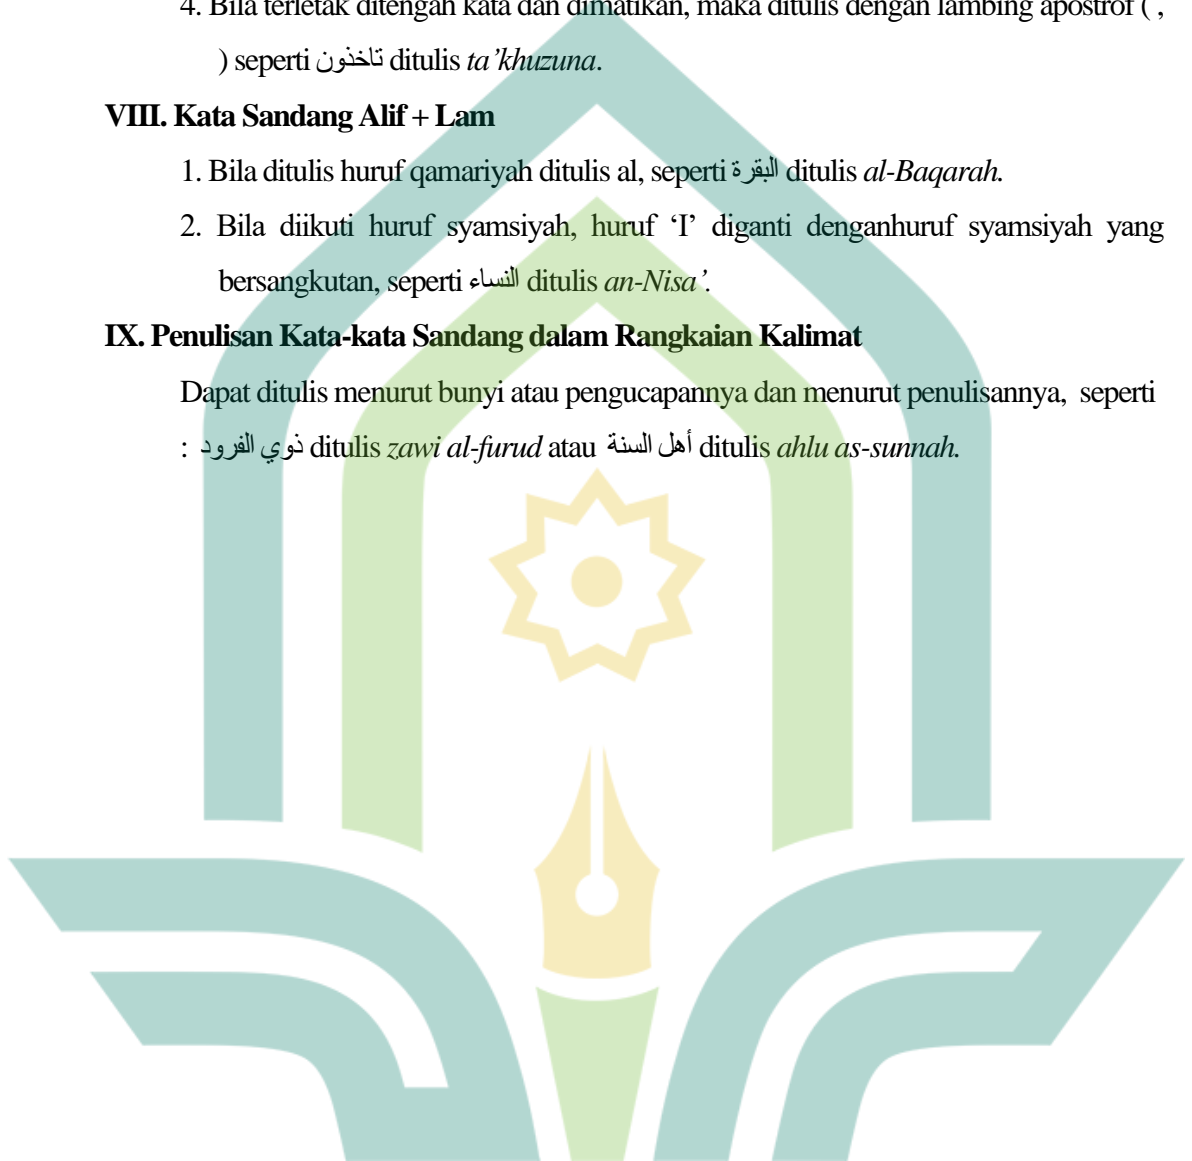 4. Bila terletak ditengah kata dan dimatikan, maka ditulis dengan lambing apostrof ( ,
) seperti تاخذون ditulis ta’khuzuna.
VIII. Kata Sandang Alif + Lam
1. Bila ditulis huruf qamariyah ditulis al, seperti البقرة ditulis al-Baqarah.
2. Bila diikuti huruf syamsiyah, huruf ‘I’ diganti denganhuruf syamsiyah yang
bersangkutan, seperti النساء ditulis an-Nisa’.
IX. Penulisan Kata-kata Sandang dalam Rangkaian Kalimat
Dapat ditulis menurut bunyi atau pengucapannya dan menurut penulisannya, seperti
: ذوي الفرود ditulis zawi al-furud atau أهل السنة ditulis ahlu as-sunnah.